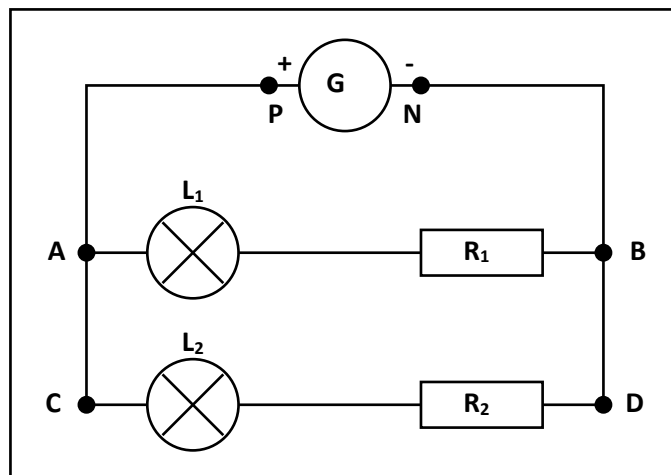 + G -
P N
L₁
A R₁ B
L₂
C R₂ D